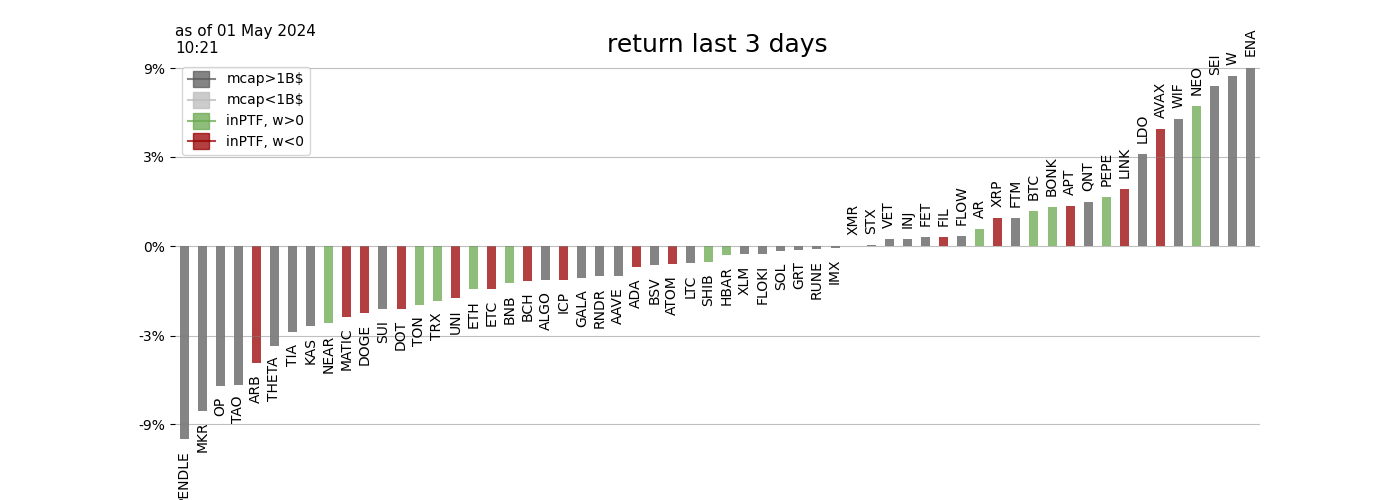 as of 01 May 2024
10:21
return last 3 days
mcap>1B$
mcap<1B$
inPTF, w>0
inPTF, w<0
9%
3%
0%
-3%
-9%
ENDLE
MKR
OP
TAO
ARB
THETA
TIA
KAS
NEAR
MATIC
DOGE
SUI
DOT
TON
TRX
UNI
ETH
ETC
BNB
BCH
ALGO
ICP
GALA
RNDR
AAVE
ADA
BSV
ATOM
LTC
SHIB
HBAR
XLM
FLOKI
SOL
GRT
RUNE
IMX
XMR
STX
VET
INJ
FET
FIL
FLOW
AR
XRP
FTM
BTC
BONK
APT
QNT
PEPE
LINK
LDO
AVAX
WIF
NEO
SEI
W
ENA